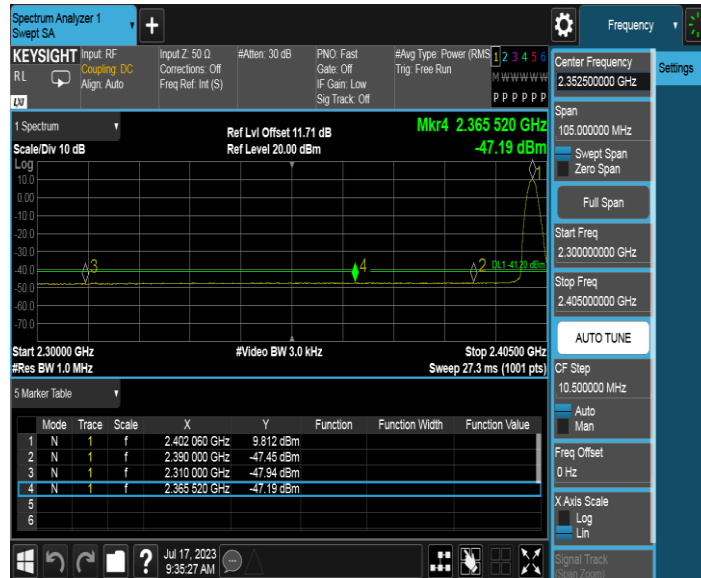 Spectrum Analyzer 1
Swept SA
+
Frequency
KEYSIGHT
RL
LXI
Input: RF
Coupling: DC
Align: Auto
Input Z: 50 Ω
Corrections: Off
Freq Ref: Int (S)
#Atten: 30 dB
PNO: Fast
Gate: Off
IF Gain: Low
Sig Track: Off
#Avg Type: Power (RMS
Trig: Free Run
1 2 3 4 5 6
M W W W W W
P P P P P P
1 Spectrum
Scale/Div 10 dB
Ref Lvl Offset 11.71 dB
Ref Level 20.00 dBm
Mkr4 2.365 520 GHz
-47.19 dBm
Log
10.0
0.00
-10.0
-20.0
-30.0
-40.0
-50.0
-60.0
-70.0
1
3
4
2
DL1 -41.20 dBm
Start 2.30000 GHz
#Res BW 1.0 MHz
#Video BW 3.0 kHz
Stop 2.40500 GHz
Sweep 27.3 ms (1001 pts)
5 Marker Table
Mode Trace Scale X Y Function Function Width Function Value
1 N 1 f 2.402 060 GHz 9.812 dBm
2 N 1 f 2.390 000 GHz -47.45 dBm
3 N 1 f 2.310 000 GHz -47.94 dBm
4 N 1 f 2.365 520 GHz -47.19 dBm
5
6
?
Jul 17, 2023
9:35:27 AM
Center Frequency
2.352500000 GHz
Settings
Span
105.000000 MHz
Swept Span
Zero Span
Full Span
Start Freq
2.300000000 GHz
Stop Freq
2.405000000 GHz
AUTO TUNE
CF Step
10.500000 MHz
Auto
Man
Freq Offset
0 Hz
X Axis Scale
Log
Lin
Signal Track
(Span Zoom)